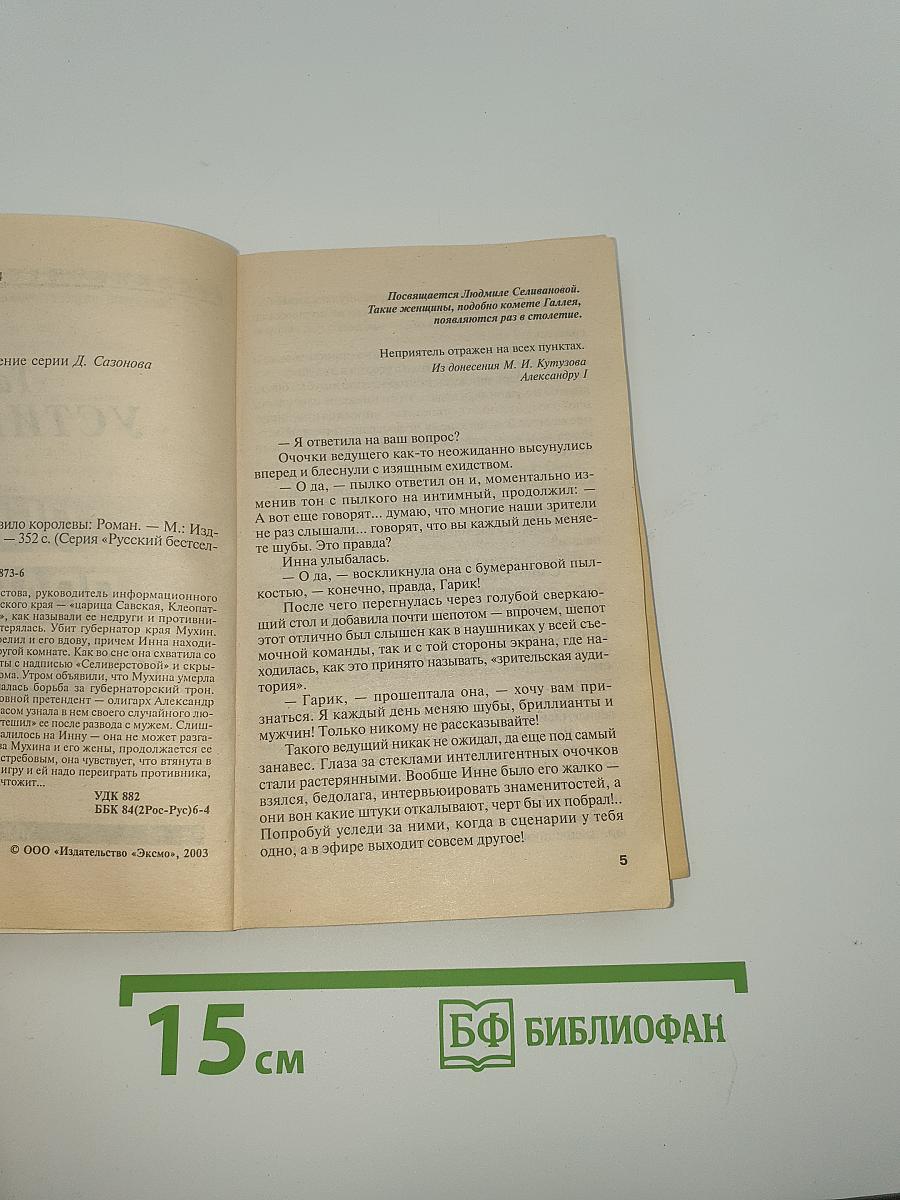 ение серии Д. Сазонова
вило королевы: Роман. — М.: Изд-
— 352 с. (Серия «Русский бестсел-
873-6
стова, руководитель информационного
ского края — «царица Савская, Клеопат-
», как называли ее недруги и противни-
терялась. Убит губернатор края Мухин.
релил и его вдову, причем Инна находи-
ругой комнате. Как во сне она схватила со
ты с надписью «Селиверстовой» и скры-
ома. Утром объявили, что Мухина умерла
алась борьба за губернаторский трон.
овной претендент — олигарх Александр
асом узнала в нем своего случайного лю-
тешил» ее после развода с мужем. Слиш-
алилось на Инну — она не может разга-
ва Мухина и его жены, продолжается ее
стребовым, она чувствует, что втянута в
игру и ей надо переиграть противника,
чтожит...
УДК 882
ББК 84(2Рос-Рус)6-4
© ООО «Издательство «Эксмо», 2003
Посвящается Людмиле Селивановой.
Такие женщины, подобно комете Галлея,
появляются раз в столетие.
Неприятель отражен на всех пунктах.
Из донесения М. И. Кутузова
Александру I
— Я ответила на ваш вопрос?
Очочки ведущего как-то неожиданно высунулись
вперед и блеснули с изящным ехидством.
— О да, — пылко ответил он и, моментально из-
менив тон с пылкого на интимный, продолжил: —
А вот еще говорят... думаю, что многие наши зрители
не раз слышали... говорят, что вы каждый день меняе-
те шубы. Это правда?
Инна улыбалась.
— О да, — воскликнула она с бумеранговой пыл-
костью, — конечно, правда, Гарик!
После чего перегнулась через голубой сверкаю-
щий стол и добавила почти шепотом — впрочем, шепот
этот отлично был слышен как в наушниках у всей съе-
мочной команды, так и с той стороны экрана, где на-
ходилась, как это принято называть, «зрительская ауди-
тория».
— Гарик, — прошептала она, — хочу вам при-
знаться. Я каждый день меняю шубы, бриллианты и
мужчин! Только никому не рассказывайте!
Такого ведущий никак не ожидал, да еще под самый
занавес. Глаза за стеклами интеллигентных очочков
стали растерянными. Вообще Инне было его жалко —
взялся, бедолага, интервьюировать знаменитостей, а
они вон какие штуки откалывают, черт бы их побрал!..
Попробуй уследи за ними, когда в сценарии у тебя
одно, а в эфире выходит совсем другое!
5
15 см
БФ БИБЛИОФАН